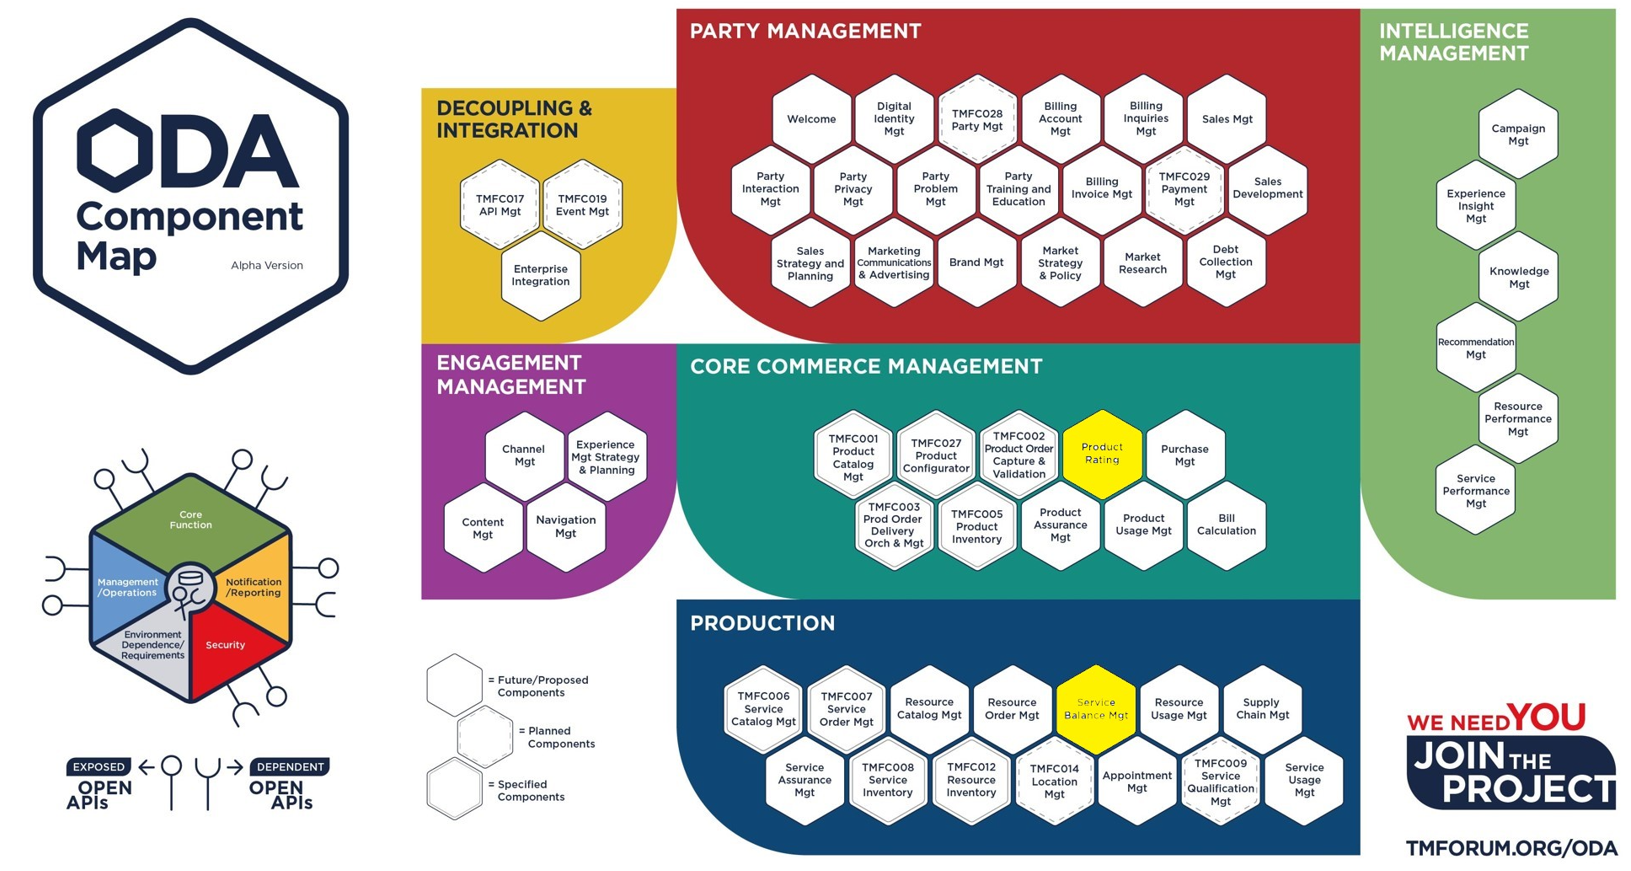 ODA
Component
Map
Alpha Version
DECOUPLING &
INTEGRATION
TMFC017
API Mgt
TMFC019
Event Mgt
Enterprise
Integration
PARTY MANAGEMENT
Welcome
Digital
Identity
Mgt
TMFC028
Party Mgt
Billing
Account
Mgt
Billing
Inquiries
Mgt
Sales Mgt
Party
Interaction
Mgt
Party
Privacy
Mgt
Party
Problem
Mgt
Party
Training and
Education
Billing
Invoice Mgt
TMFC029
Payment
Mgt
Sales
Development
Sales
Strategy and
Planning
Marketing
Communications
& Advertising
Brand Mgt
Market
Strategy
& Policy
Market
Research
Debt
Collection
Mgt
INTELLIGENCE
MANAGEMENT
Campaign
Mgt
Experience
Insight
Mgt
Knowledge
Mgt
Recommendation
Mgt
Resource
Performance
Mgt
Service
Performance
Mgt
ENGAGEMENT
MANAGEMENT
Channel
Mgt
Experience
Mgt Strategy
& Planning
Content
Mgt
Navigation
Mgt
CORE COMMERCE MANAGEMENT
TMFC001
Product
Catalog
Mgt
TMFC027
Product
Configurator
TMFC002
Product Order
Capture &
Validation
Product
Rating
Purchase
Mgt
TMFC003
Prod Order
Delivery
Orch & Mgt
TMFC005
Product
Inventory
Product
Assurance
Mgt
Product
Usage Mgt
Bill
Calculation
PRODUCTION
TMFC006
Service
Catalog Mgt
TMFC007
Service
Order Mgt
Resource
Catalog Mgt
Resource
Order Mgt
Service
Balance Mgt
Resource
Usage Mgt
Supply
Chain Mgt
Service
Assurance
Mgt
TMFC008
Service
Inventory
TMFC012
Resource
Inventory
TMFC014
Location
Mgt
Appointment
Mgt
TMFC009
Service
Qualification
Mgt
Service
Usage
Mgt
Core
Function
Management
/Operations
Notification
/Reporting
Environment
Dependence/
Requirements
Security
EXPOSED
OPEN
APIs
DEPENDENT
OPEN
APIs
= Future/Proposed
Components
= Planned
Components
= Specified
Components
WE NEED YOU
JOIN THE
PROJECT
TMFORUM.ORG/ODA